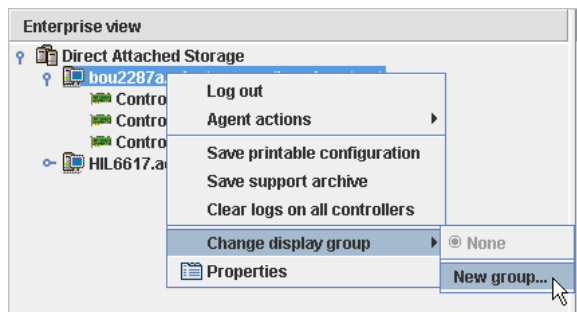 Enterprise view
Direct Attached Storage
bou2287a.
Contro
Contro
Contro
HIL6617.a
Log out
Agent actions
Save printable configuration
Save support archive
Clear logs on all controllers
Change display group
Properties
None
New group...